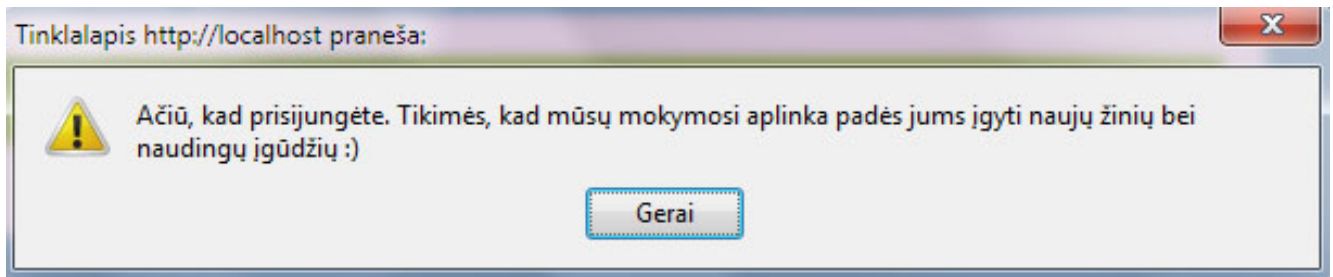 Tinklalapis http://localhost praneša:
Ačiū, kad prisijungėte. Tikimės, kad mūsų mokymosi aplinka padės jums įgyti naujų žinių bei
naudingų įgūdžių :)
Gerai